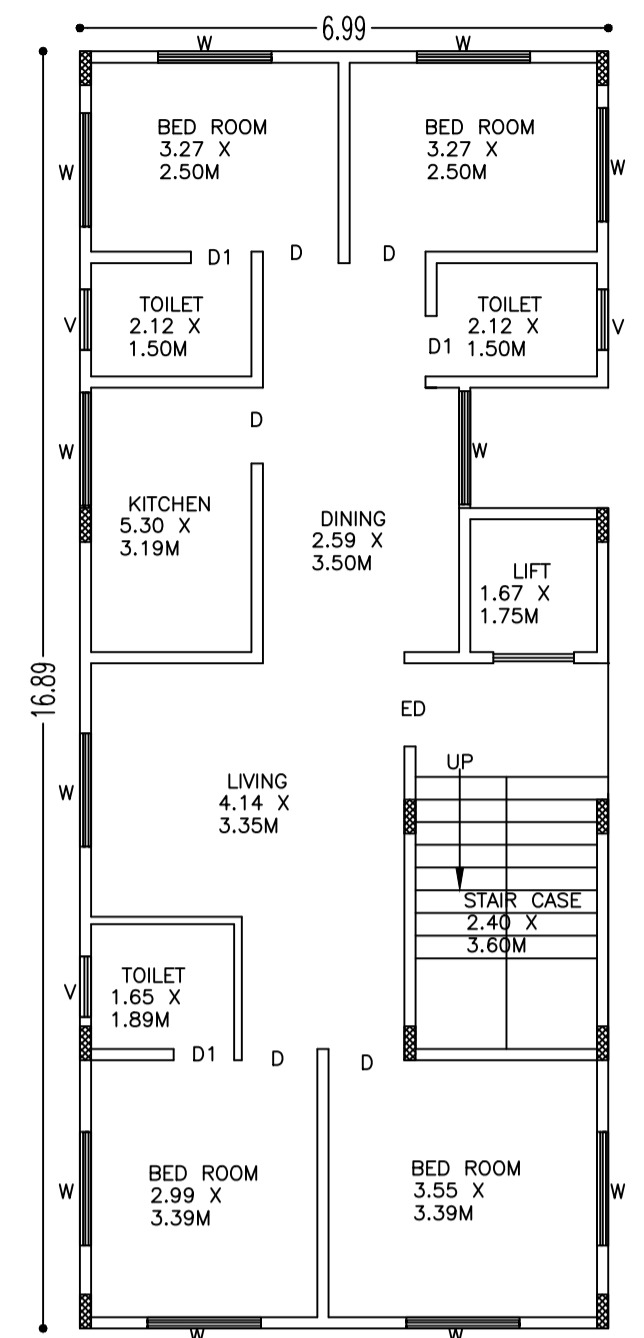 6.99
W
W
BED ROOM
3.27 X
2.50M
BED ROOM
3.27 X
2.50M
W
W
D1
D
D
TOILET
2.12 X
1.50M
TOILET
2.12 X
1.50M
V
V
D1
D
W
W
KITCHEN
5.30 X
3.19M
DINING
2.59 X
3.50M
LIFT
1.67 X
1.75M
16.89
ED
UP
W
LIVING
4.14 X
3.35M
STAIR CASE
2.40 X
3.60M
TOILET
1.65 X
1.89M
V
D1
D
D
BED ROOM
2.99 X
3.39M
BED ROOM
3.55 X
3.39M
W
W
W
W